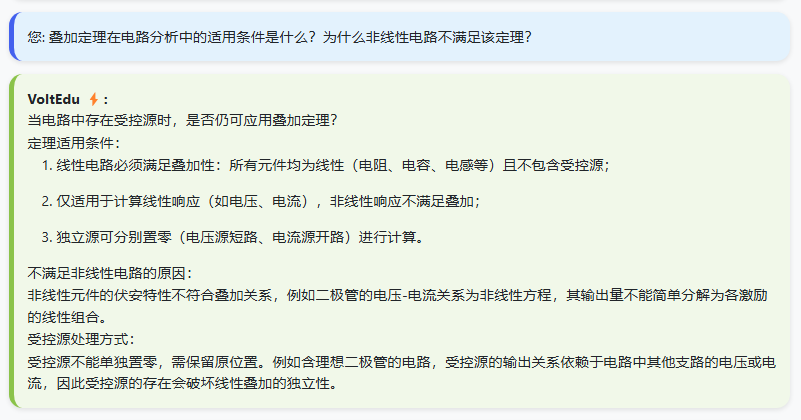 您: 叠加定理在电路分析中的适用条件是什么？为什么非线性电路不满足该定理？
VoltEdu ⚡：
当电路中存在受控源时，是否仍可应用叠加定理？
定理适用条件：
1. 线性电路必须满足叠加性：所有元件均为线性（电阻、电容、电感等）且不包含受控源；
2. 仅适用于计算线性响应（如电压、电流），非线性响应不满足叠加；
3. 独立源可分别置零（电压源短路、电流源开路）进行计算。
不满足非线性电路的原因：
非线性元件的伏安特性不符合叠加关系，例如二极管的电压-电流关系为非线性方程，其输出量不能简单分解为各激励
的线性组合。
受控源处理方式：
受控源不能单独置零，需保留原位置。例如含理想二极管的电路，受控源的输出关系依赖于电路中其他支路的电压或电
流，因此受控源的存在会破坏线性叠加的独立性。